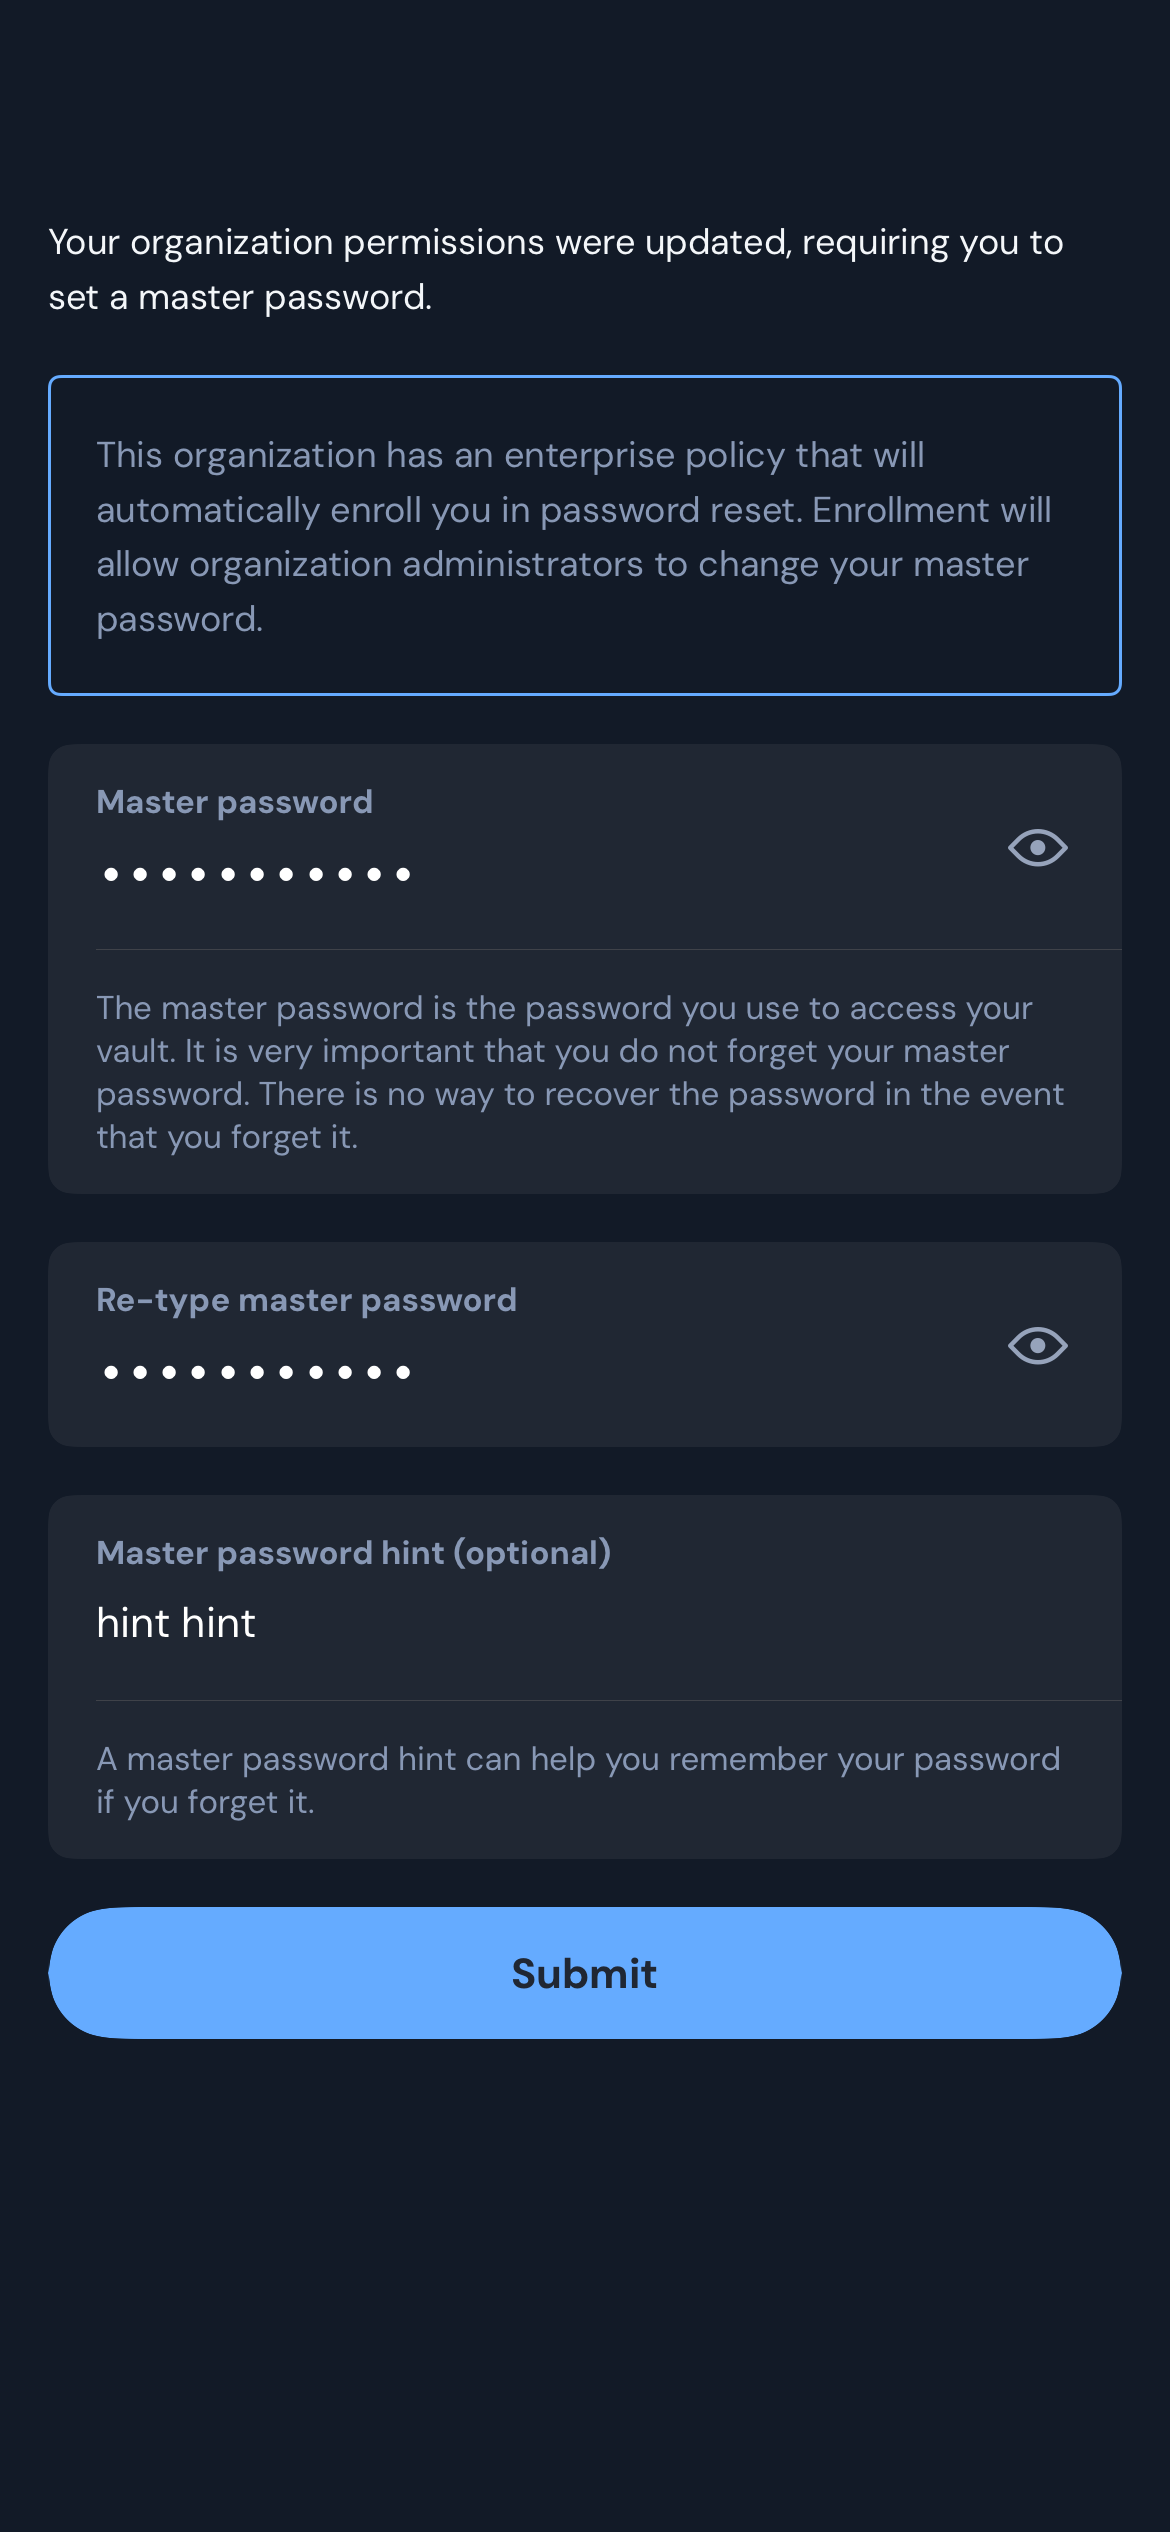 Your organization permissions were updated, requiring you to
set a master password.
This organization has an enterprise policy that will
automatically enroll you in password reset. Enrollment will
allow organization administrators to change your master
password.
Master password
•••••••••••
The master password is the password you use to access your
vault. It is very important that you do not forget your master
password. There is no way to recover the password in the event
that you forget it.
Re-type master password
•••••••••••
Master password hint (optional)
hint hint
A master password hint can help you remember your password
if you forget it.
Submit